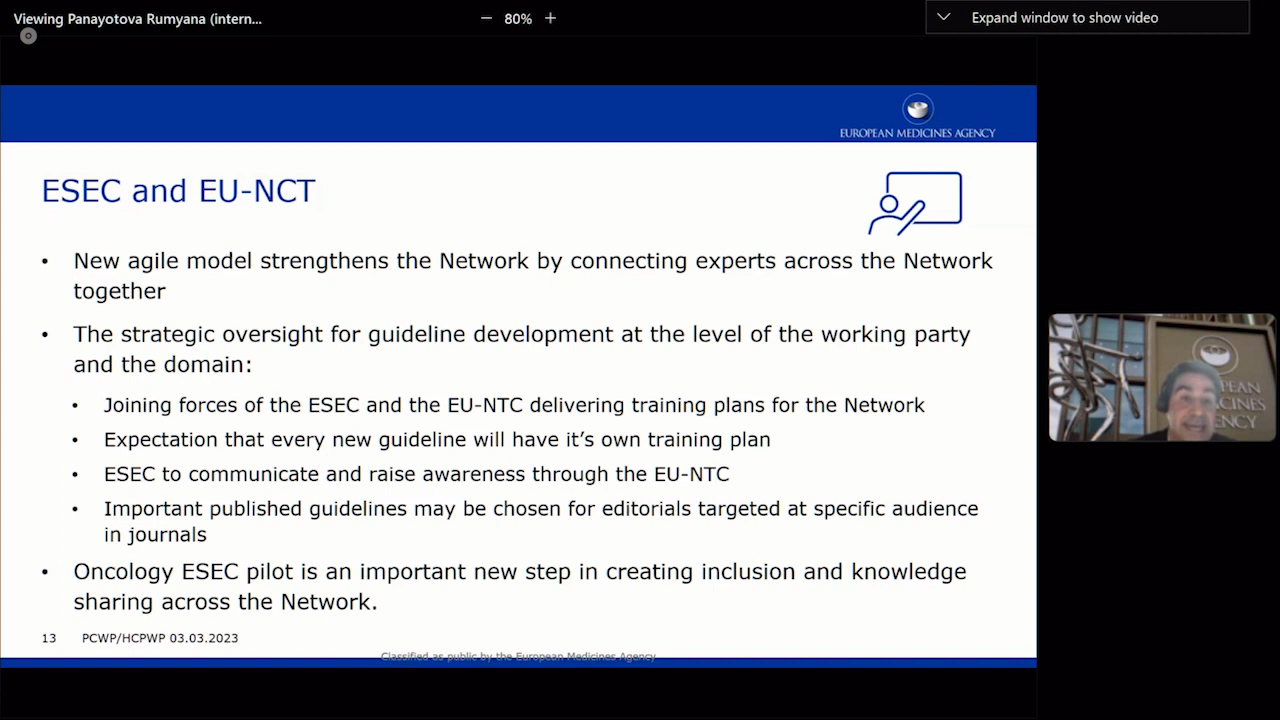 Viewing Panayotova Rumyana (intern...
80%
Expand window to show video
EUROPEAN MEDICINES AGENCY
ESEC and EU-NCT
• New agile model strengthens the Network by connecting experts across the Network
together
• The strategic oversight for guideline development at the level of the working party
and the domain:
• Joining forces of the ESEC and the EU-NTC delivering training plans for the Network
• Expectation that every new guideline will have it's own training plan
• ESEC to communicate and raise awareness through the EU-NTC
• Important published guidelines may be chosen for editorials targeted at specific audience
in journals
• Oncology ESEC pilot is an important new step in creating inclusion and knowledge
sharing across the Network.
13 PCWP/HCPWP 03.03.2023
Classified as public by the European Medicines Agency